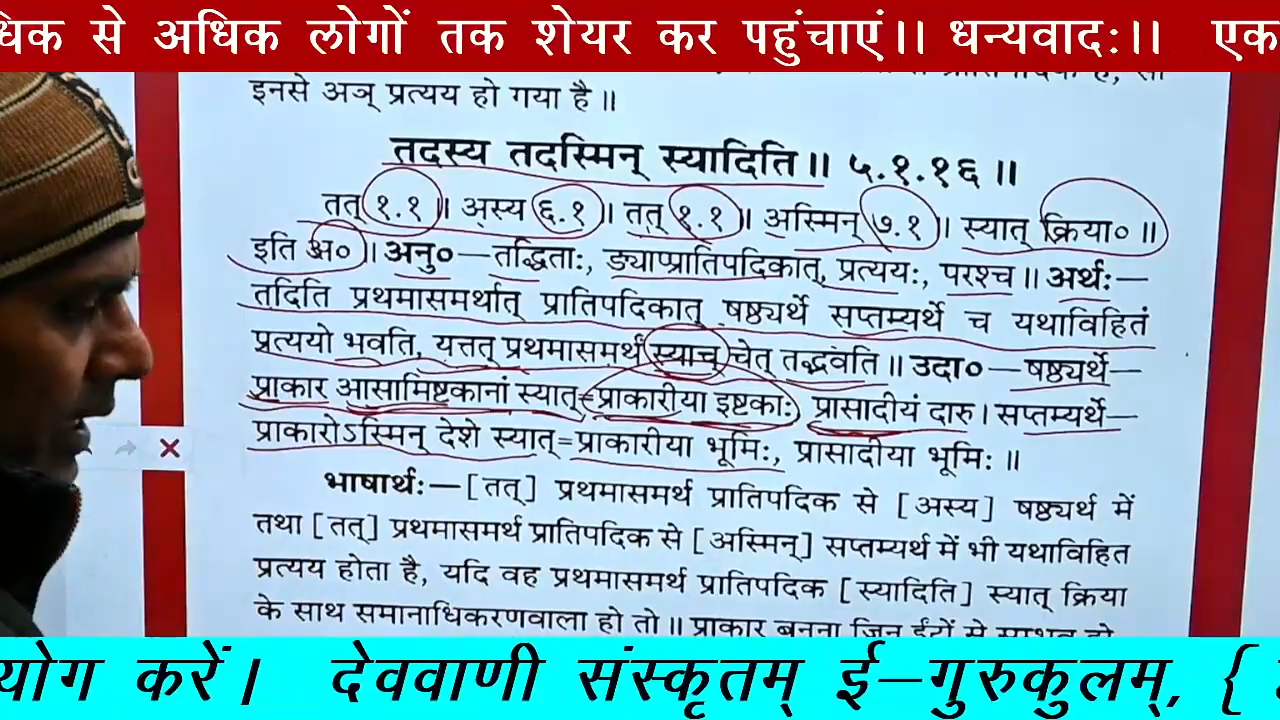 धिक से अधिक लोगों तक शेयर कर पहुंचाएं।। धन्यवादः।। एक
इनसे अञ् प्रत्यय हो गया है॥
तदस्य तदस्मिन् स्यादिति॥ ५.१.१६॥
तत् १.१॥ अस्य ६.१॥ तत् १.१॥ अस्मिन् ७.१॥ स्यात् क्रिया०॥
इति अ०॥ अनु०—तद्धिताः, ङ्याप्प्रातिपदिकात्, प्रत्ययः, परश्च॥ अर्थः—
तदिति प्रथमासमर्थात् प्रातिपदिकात् षष्ठ्यर्थे सप्तम्यर्थे च यथाविहितं
प्रत्ययो भवति, यत्तत् प्रथमासमर्थं स्याच् चेत् तद्भवति॥ उदा०—षष्ठ्यर्थे—
प्राकार आसामिष्टकानां स्यात्=प्राकारीया इष्टकाः, प्रासादीयं दारु। सप्तम्यर्थे—
प्राकारोऽस्मिन् देशे स्यात्=प्राकारीया भूमिः, प्रासादीया भूमिः॥
भाषार्थः—[तत्] प्रथमासमर्थ प्रातिपदिक से [अस्य] षष्ठ्यर्थ में
तथा [तत्] प्रथमासमर्थ प्रातिपदिक से [अस्मिन्] सप्तम्यर्थ में भी यथाविहित
प्रत्यय होता है, यदि वह प्रथमासमर्थ प्रातिपदिक [स्यादिति] स्यात् क्रिया
के साथ समानाधिकरणवाला हो तो॥ प्राकार बनना जिन ईंटों से
योग करें। देववाणी संस्कृतम् ई–गुरुकुलम्, {